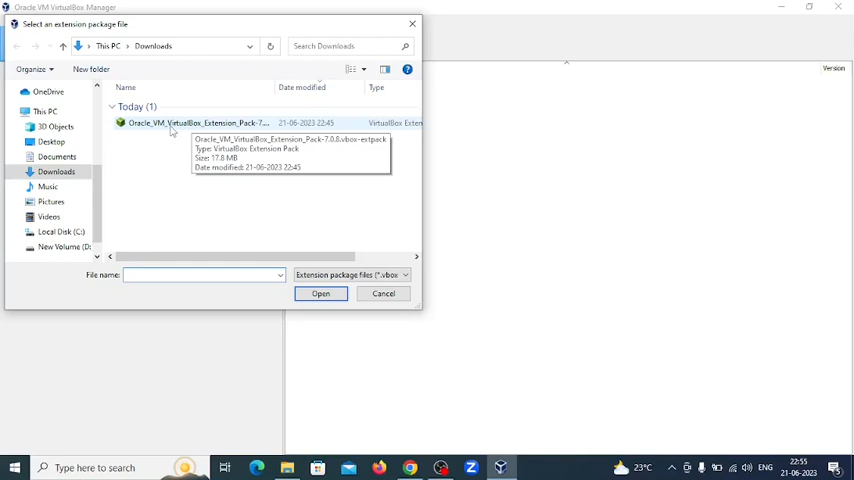 Oracle VM VirtualBox Manager
Select an extension package file
This PC
Downloads
Search Downloads
Organize
New folder
Version
Name
Date modified
Type
OneDrive
This PC
3D Objects
Desktop
Documents
Downloads
Music
Pictures
Videos
Local Disk (C:)
New Volume (D:
Today (1)
Oracle_VM_VirtualBox_Extension_Pack-7.... 21-06-2023 22:45 VirtualBox Exten
Oracle_VM_VirtualBox_Extension_Pack-7.0.8.vbox-extpack
Type: VirtualBox Extension Pack
Size: 17.8 MB
Date modified: 21-06-2023 22:45
File name:
Extension package files (*.vbox
Open
Cancel
Type here to search
23°C
ENG
22:55
21-06-2023
5